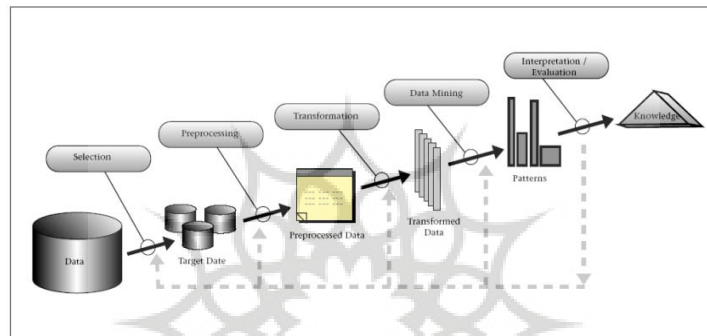 Interpretation /
Evaluation
Data Mining
Knowledge
Transformation
Preprocessing
Patterns
Selection
Transformed
Data
Preprocessed Data
Target Date
Data